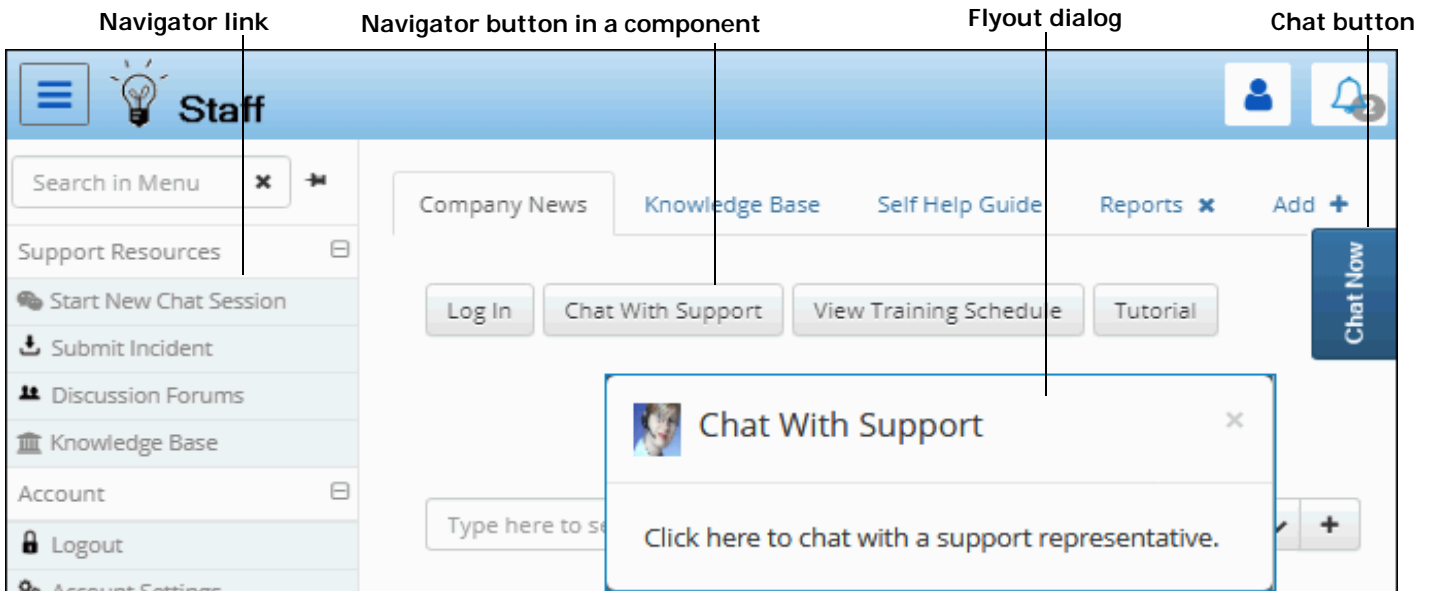 Navigator link
Navigator button in a component
Flyout dialog
Chat button
Staff
2
Search in Menu
Company News
Knowledge Base
Self Help Guide
Reports
Add
Support Resources
Chat Now
Start New Chat Session
Log In
Chat With Support
View Training Schedule
Tutorial
Submit Incident
Discussion Forums
Chat With Support
Knowledge Base
Account
Type here to se
Click here to chat with a support representative.
Logout
Account Settings